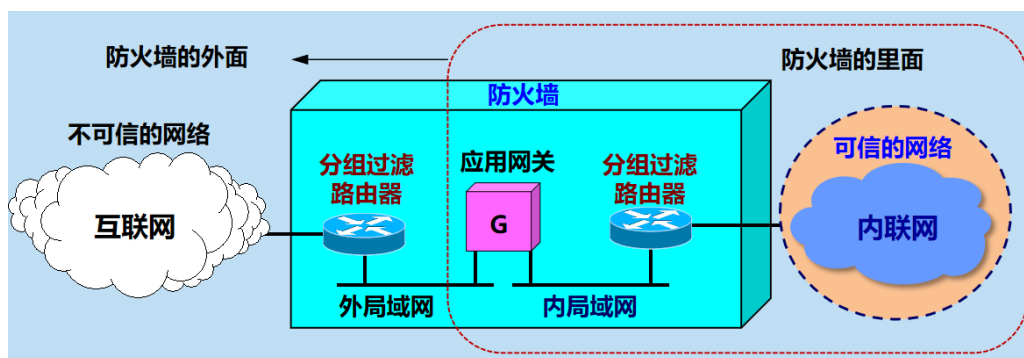 防火墙的外面
防火墙的里面
防火墙
不可信的网络
互联网
分组过滤
路由器
应用网关
G
分组过滤
路由器
可信的网络
内联网
外局域网
内局域网